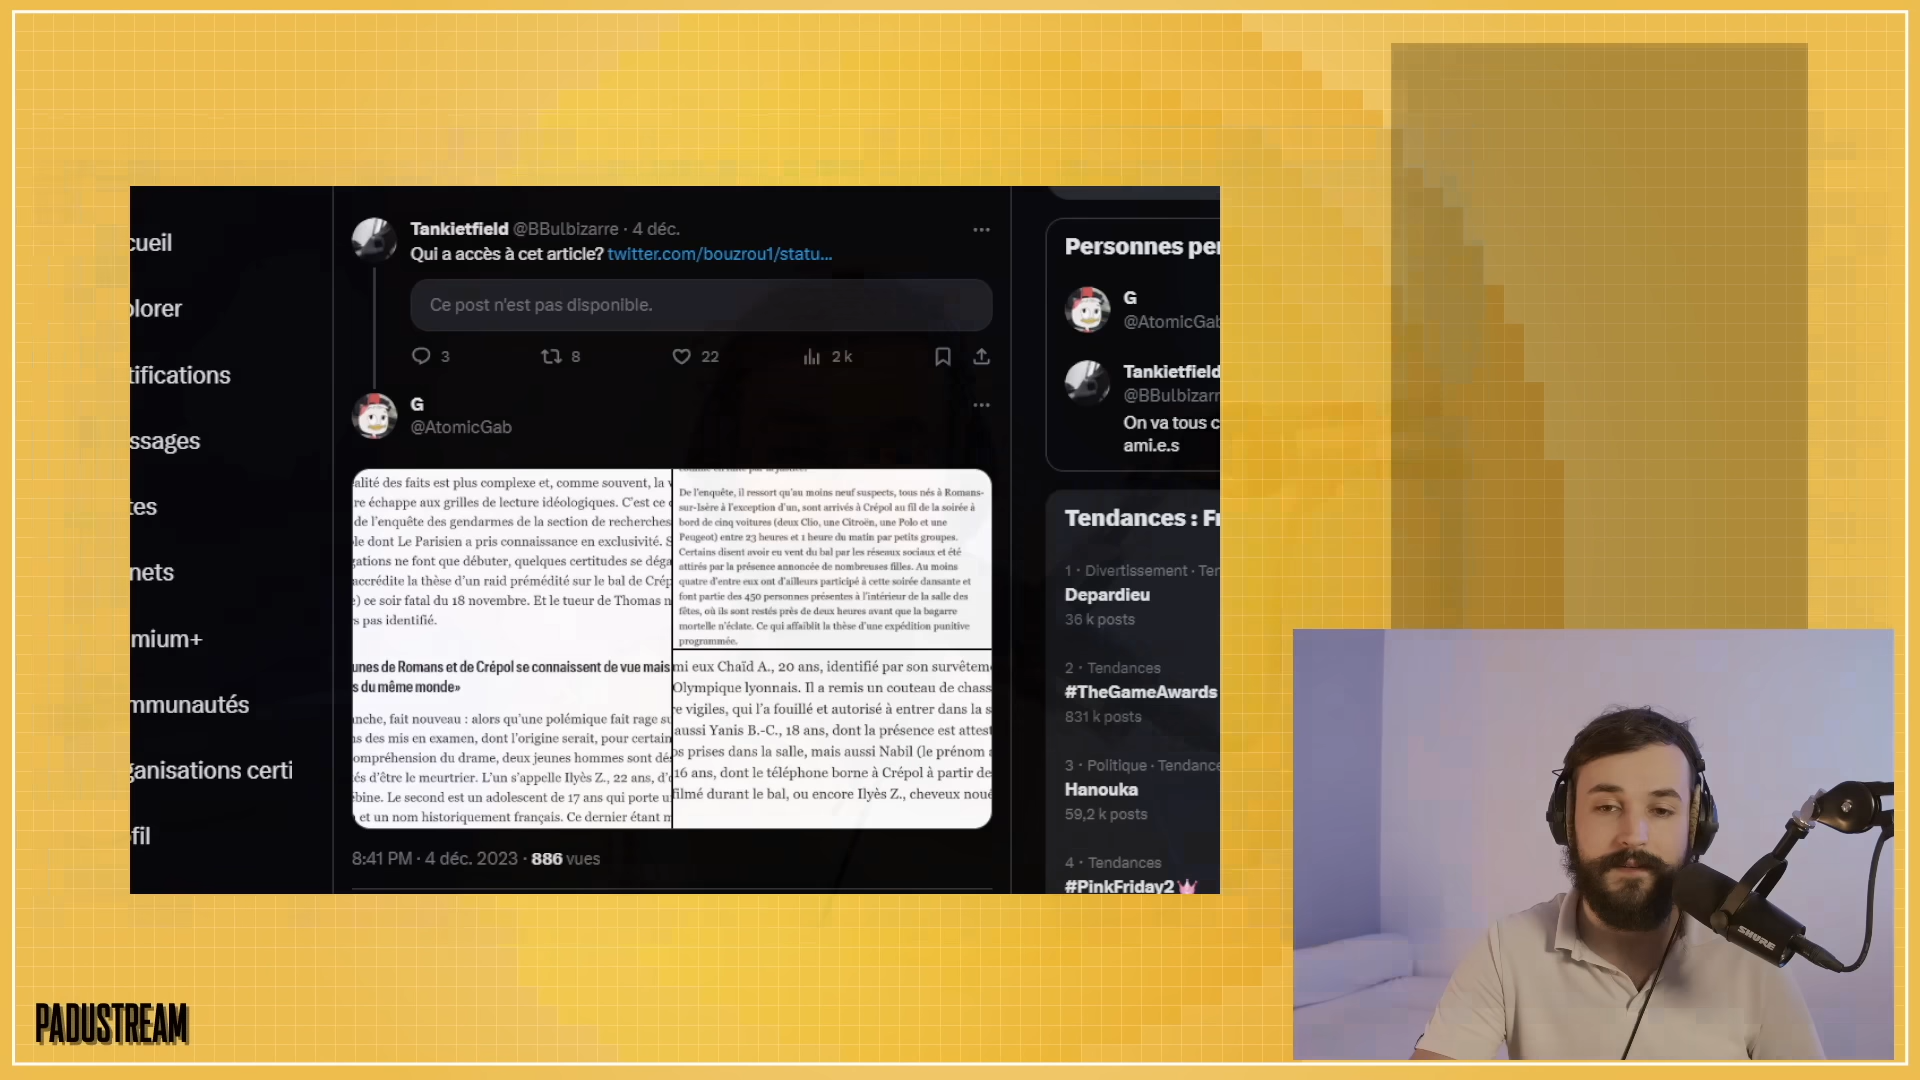 cueil
plorer
tifications
ssages
tes
nets
mium+
mmunautés
ganisations certi
fil
Tankietfield @BBulbizarre · 4 déc.
Qui a accès à cet article? twitter.com/bouzrou1/statu...
Ce post n'est pas disponible.
3 8 22 2 k
G
@AtomicGab
alité des faits est plus complexe et, comme souvent, la v
re échappe aux grilles de lecture idéologiques. C'est ce
de l'enquête des gendarmes de la section de recherches
le dont Le Parisien a pris connaissance en exclusivité. S
gations ne font que débuter, quelques certitudes se déga
accrédite la thèse d'un raid prémédité sur le bal de Crép
e) ce soir fatal du 18 novembre. Et le tueur de Thomas n
s pas identifié.
unes de Romans et de Crépol se connaissent de vue mais
s du même monde»
nche, fait nouveau : alors qu'une polémique fait rage su
s des mis en examen, dont l'origine serait, pour certain
ompréhension du drame, deux jeunes hommes sont dé
és d'être le meurtrier. L'un s'appelle Ilyès Z., 22 ans, d'
bine. Le second est un adolescent de 17 ans qui porte u
et un nom historiquement français. Ce dernier étant m
De l'enquête, il ressort qu'au moins neuf suspects, tous nés à Romans-
sur-Isère à l'exception d'un, sont arrivés à Crépol au fil de la soirée à
bord de cinq voitures (deux Clio, une Citroën, une Polo et une
Peugeot) entre 23 heures et 1 heure du matin par petits groupes.
Certains disent avoir eu vent du bal par les réseaux sociaux et été
attirés par la présence annoncée de nombreuses filles. Au moins
quatre d'entre eux ont d'ailleurs participé à cette soirée dansante et
font partie des 450 personnes présentes à l'intérieur de la salle des
fêtes, où ils sont restés près de deux heures avant que la bagarre
mortelle n'éclate. Ce qui affaiblit la thèse d'une expédition punitive
programmée.
mi eux Chaïd A., 20 ans, identifié par son survêtem
Olympique lyonnais. Il a remis un couteau de chass
re vigiles, qui l'a fouillé et autorisé à entrer dans la s
aussi Yanis B.-C., 18 ans, dont la présence est attest
os prises dans la salle, mais aussi Nabil (le prénom a
16 ans, dont le téléphone borne à Crépol à partir de
filmé durant le bal, ou encore Ilyès Z., cheveux noué
8:41 PM · 4 déc. 2023 · 886 vues
Personnes per
G
@AtomicGab
Tankietfield
@BBulbizarr
On va tous c
ami.e.s
Tendances : Fr
1 · Divertissement · Ter
Depardieu
36 k posts
2 · Tendances
#TheGameAwards
831 k posts
3 · Politique · Tendance
Hanouka
59,2 k posts
4 · Tendances
#PinkFriday2
PADUSTREAM
SHURE